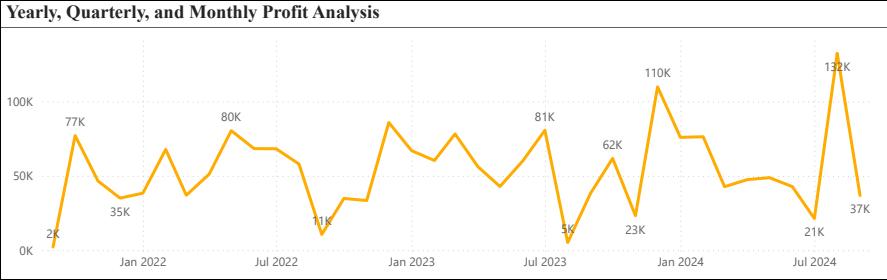 Yearly, Quarterly, and Monthly Profit Analysis
132K
110K
100K
77K
80K
81K
62K
50K
35K
37K
11K
5K
23K
21K
2K
0K
Jan 2022
Jul 2022
Jan 2023
Jul 2023
Jan 2024
Jul 2024